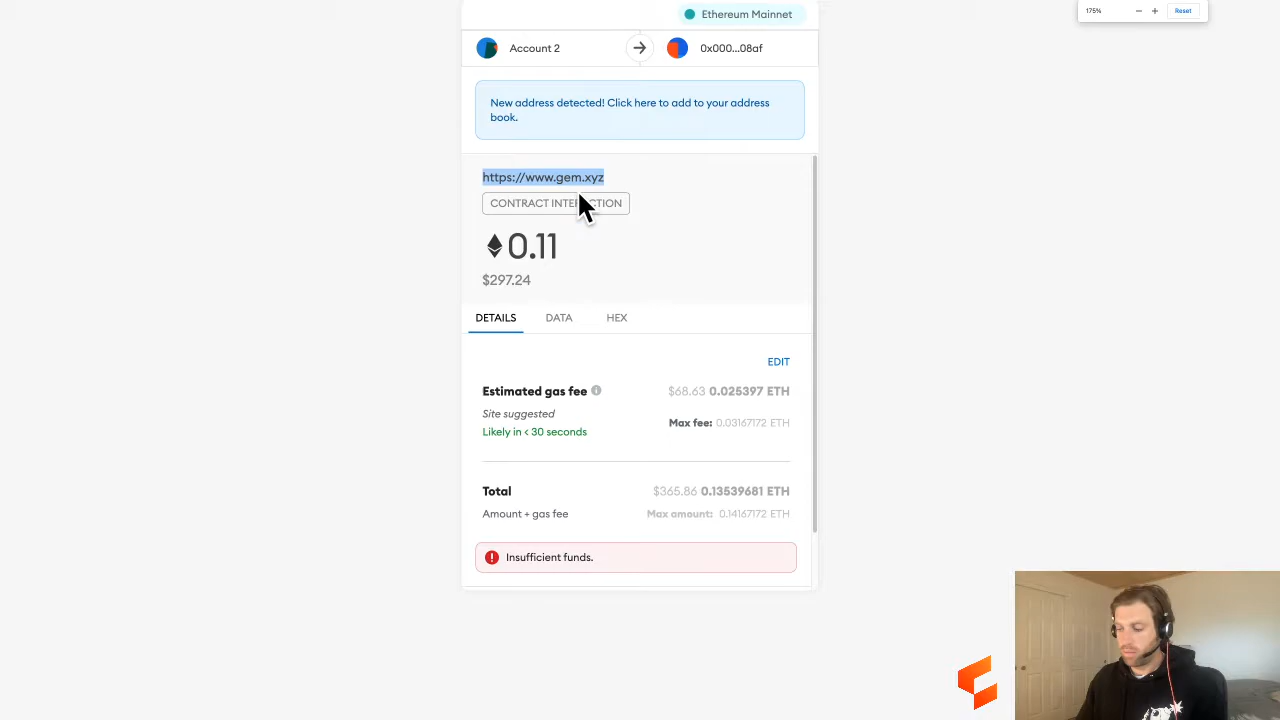 175%
Reset
Ethereum Mainnet
Account 2
0x000...08af
New address detected! Click here to add to your address
book.
https://www.gem.xyz
CONTRACT INTERACTION
0.11
$297.24
DETAILS DATA HEX
EDIT
Estimated gas fee $68.63 0.025397 ETH
Site suggested
Likely in < 30 seconds
Max fee: 0.03167172 ETH
Total $365.86 0.13539681 ETH
Amount + gas fee Max amount: 0.14167172 ETH
Insufficient funds.